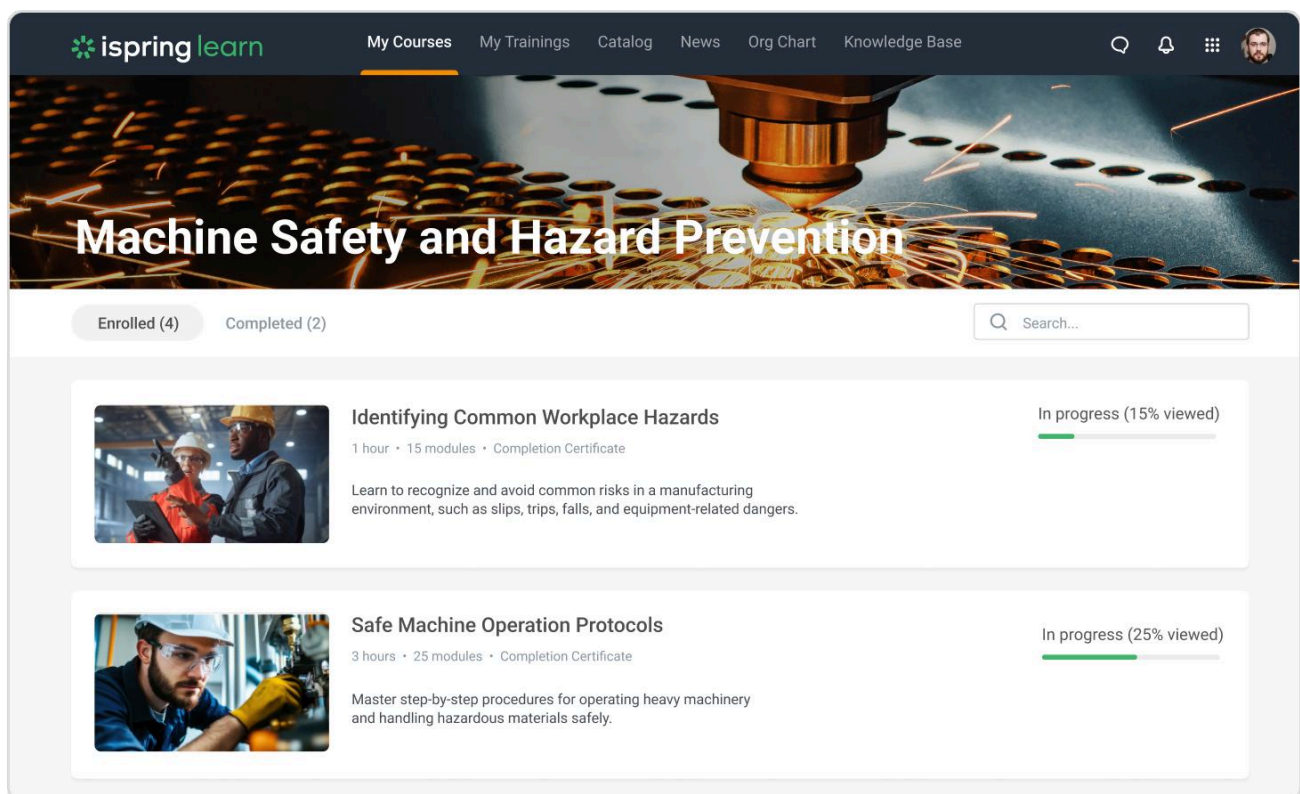 ispring learn
My Courses
My Trainings
Catalog
News
Org Chart
Knowledge Base
Machine Safety and Hazard Prevention
Enrolled (4)
Completed (2)
Search...
Identifying Common Workplace Hazards
In progress (15% viewed)
1 hour • 15 modules • Completion Certificate
Learn to recognize and avoid common risks in a manufacturing
environment, such as slips, trips, falls, and equipment-related dangers.
Safe Machine Operation Protocols
In progress (25% viewed)
3 hours • 25 modules • Completion Certificate
Master step-by-step procedures for operating heavy machinery
and handling hazardous materials safely.